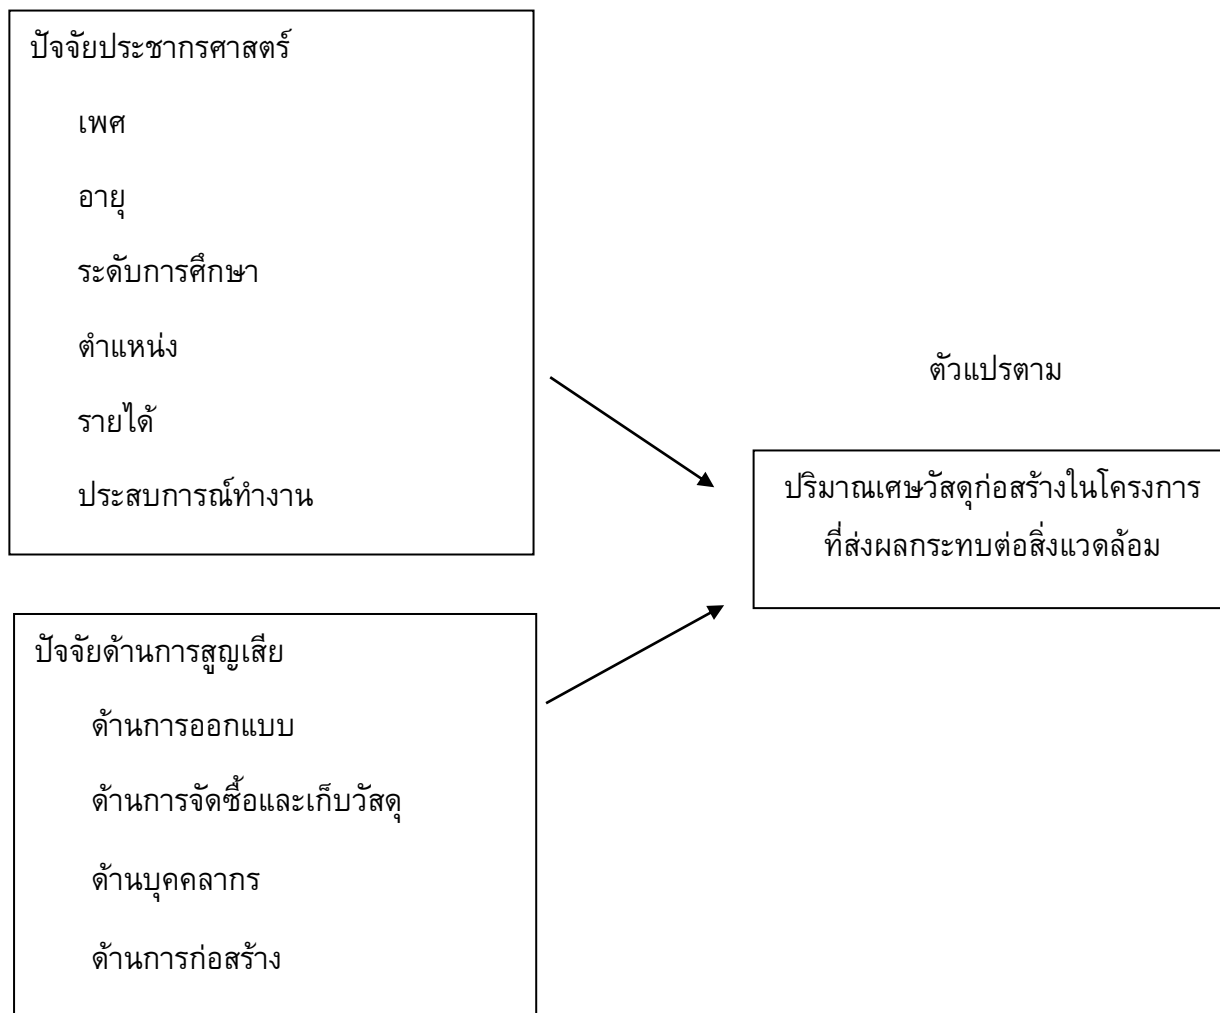 ปัจจัยประชากรศาสตร์
เพศ
อายุ
ระดับการศึกษา
ตำแหน่ง
รายได้
ประสบการณ์ทำงาน
ตัวแปรตาม
ปริมาณเศษวัสดุก่อสร้างในโครงการ
ที่ส่งผลกระทบต่อสิ่งแวดล้อม
ปัจจัยด้านการสูญเสีย
ด้านการออกแบบ
ด้านการจัดซื้อและเก็บวัสดุ
ด้านบุคคลากร
ด้านการก่อสร้าง